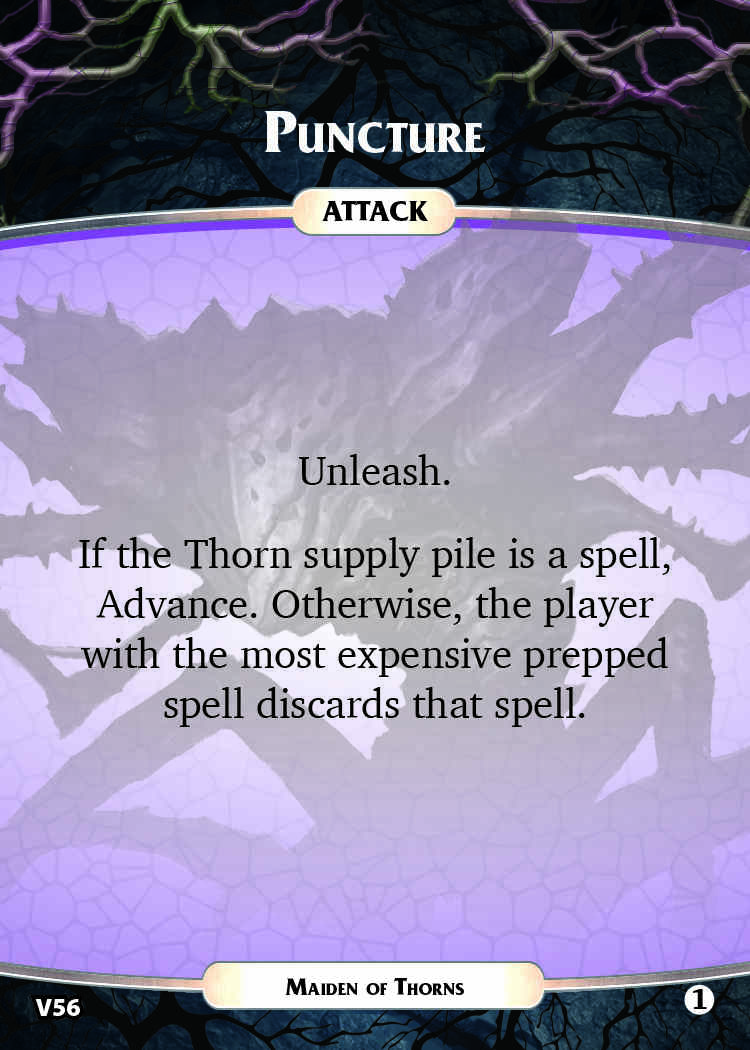 PUNCTURE
ATTACK
Unleash.
If the Thorn supply pile is a spell,
Advance. Otherwise, the player
with the most expensive prepped
spell discards that spell.
MAIDEN OF THORNS
V56
1